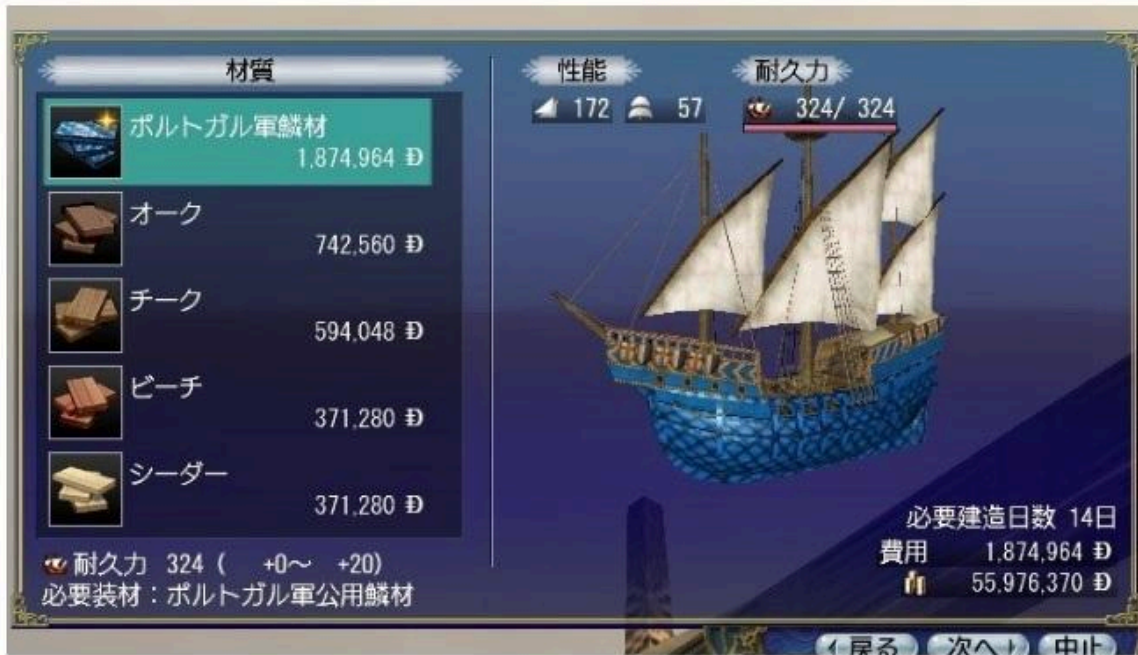 材質
ポルトガル軍鱗材
1,874,964 D
オーク
742,560 D
チーク
594,048 D
ビーチ
371,280 D
シーダー
371,280 D
耐久力 324 ( +0～ +20)
必要装材：ポルトガル軍公用鱗材
性能
172 57
耐久力
324/ 324
必要建造日数 14日
費用 1,874,964 D
55,976,370 D
戻る 次へ 中止